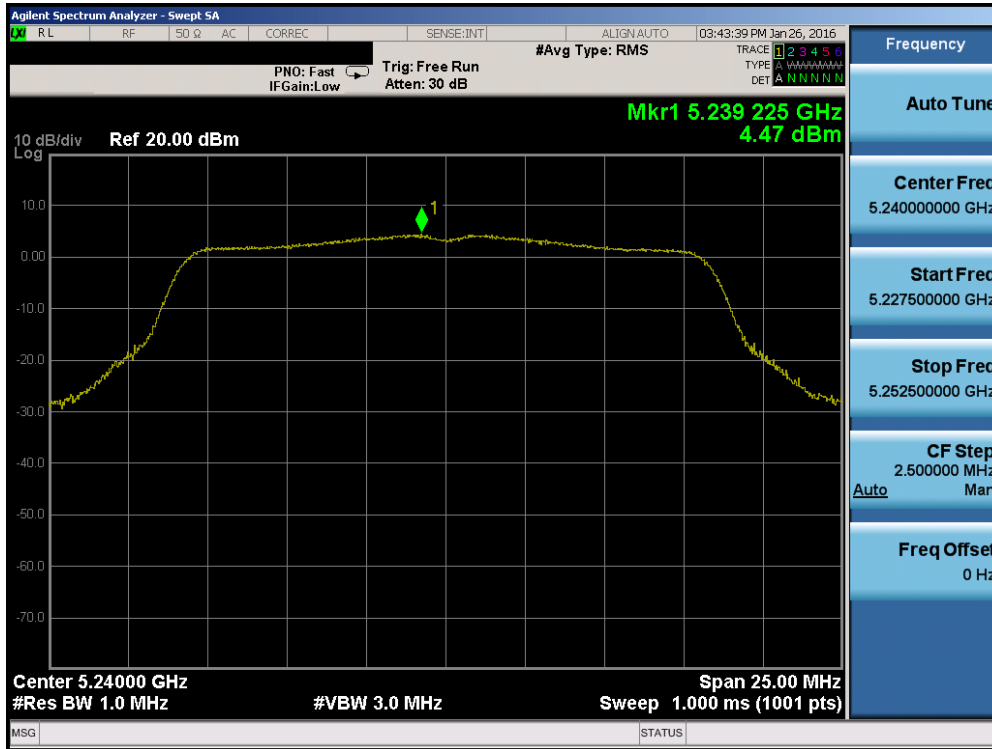 Agilent Spectrum Analyzer - Swept SA
LXI RL RF 50 Ω AC CORREC SENSE:INT ALIGN AUTO 03:43:39 PM Jan 26, 2016
#Avg Type: RMS TRACE 1 2 3 4 5 6
PNO: Fast Trig: Free Run TYPE A
IFGain:Low Atten: 30 dB DET A N N N N N
Mkr1 5.239 225 GHz
4.47 dBm
10 dB/div Ref 20.00 dBm
Log
1
10.0
0.00
-10.0
-20.0
-30.0
-40.0
-50.0
-60.0
-70.0
Center 5.24000 GHz Span 25.00 MHz
#Res BW 1.0 MHz #VBW 3.0 MHz Sweep 1.000 ms (1001 pts)
MSG STATUS
Frequency
Auto Tune
Center Freq
5.240000000 GHz
Start Freq
5.227500000 GHz
Stop Freq
5.252500000 GHz
CF Step
2.500000 MHz
Auto Man
Freq Offset
0 Hz